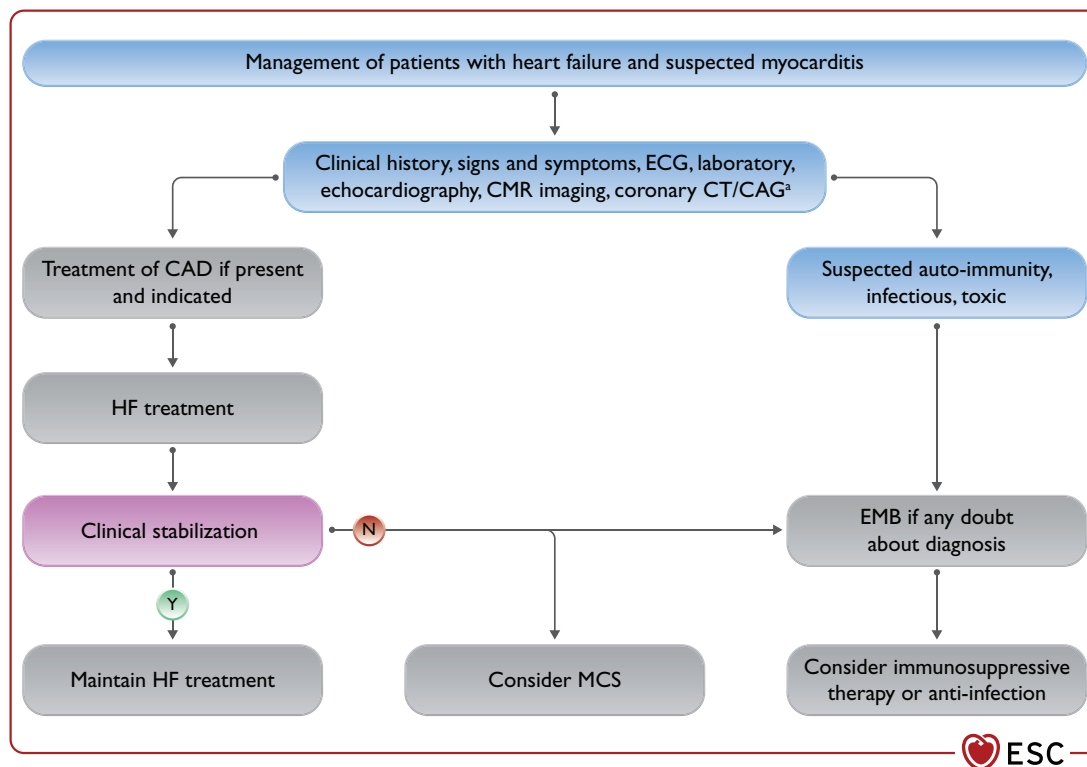 Management of patients with heart failure and suspected myocarditis
Clinical history, signs and symptoms, ECG, laboratory,
echocardiography, CMR imaging, coronary CT/CAGª
Treatment of CAD if present
and indicated
Suspected auto-immunity,
infectious, toxic
HF treatment
Clinical stabilization
N
EMB if any doubt
about diagnosis
Y
Maintain HF treatment
Consider MCS
Consider immunosuppressive
therapy or anti-infection
ESC